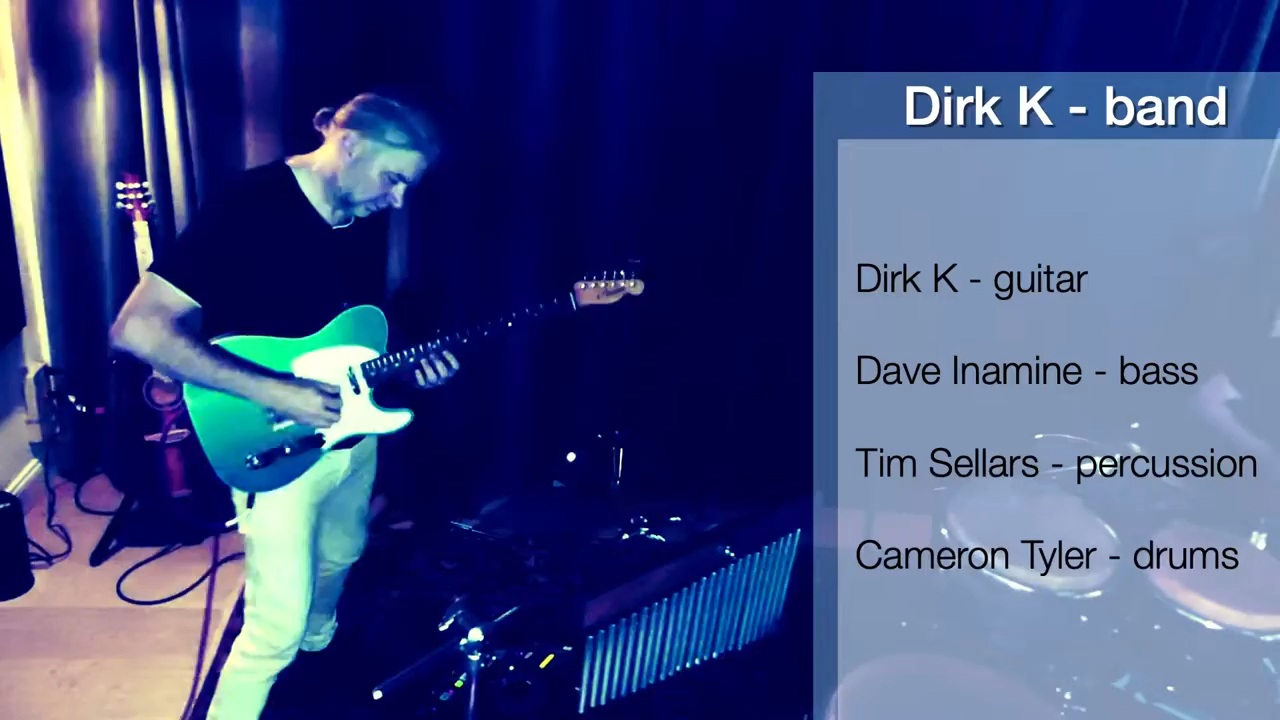 Dirk K - band
Dirk K - guitar
Dave Inamine - bass
Tim Sellars - percussion
Cameron Tyler - drums